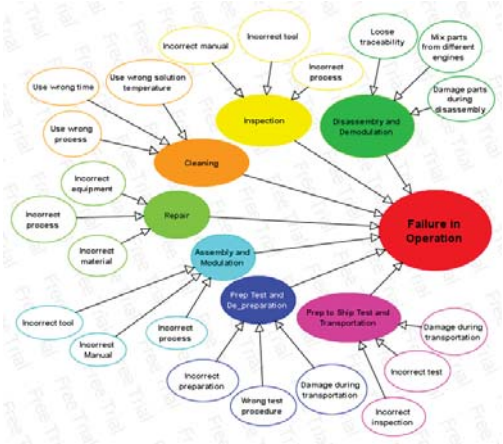 Incorrect manual
Incorrect tool
Incorrect
process
Loose
traceability
Mix parts
from different
engines
Damage parts
during
disassembly
Use wrong time
Use wrong solution
temperature
Use wrong
process
Inspection
Disassembly and
Demodulation
Cleaning
Incorrect
equipment
Incorrect
process
Incorrect
material
Repair
Failure in
Operation
Assembly and
Modulation
Incorrect tool
Incorrect
Manual
Incorrect
process
Prep Test and
De_preparation
Prep to Ship Test and
Transportation
Incorrect
preparation
Wrong test
procedure
Damage during
transportation
Damage during
transportation
Incorrect test
Incorrect
inspection
Free Trial